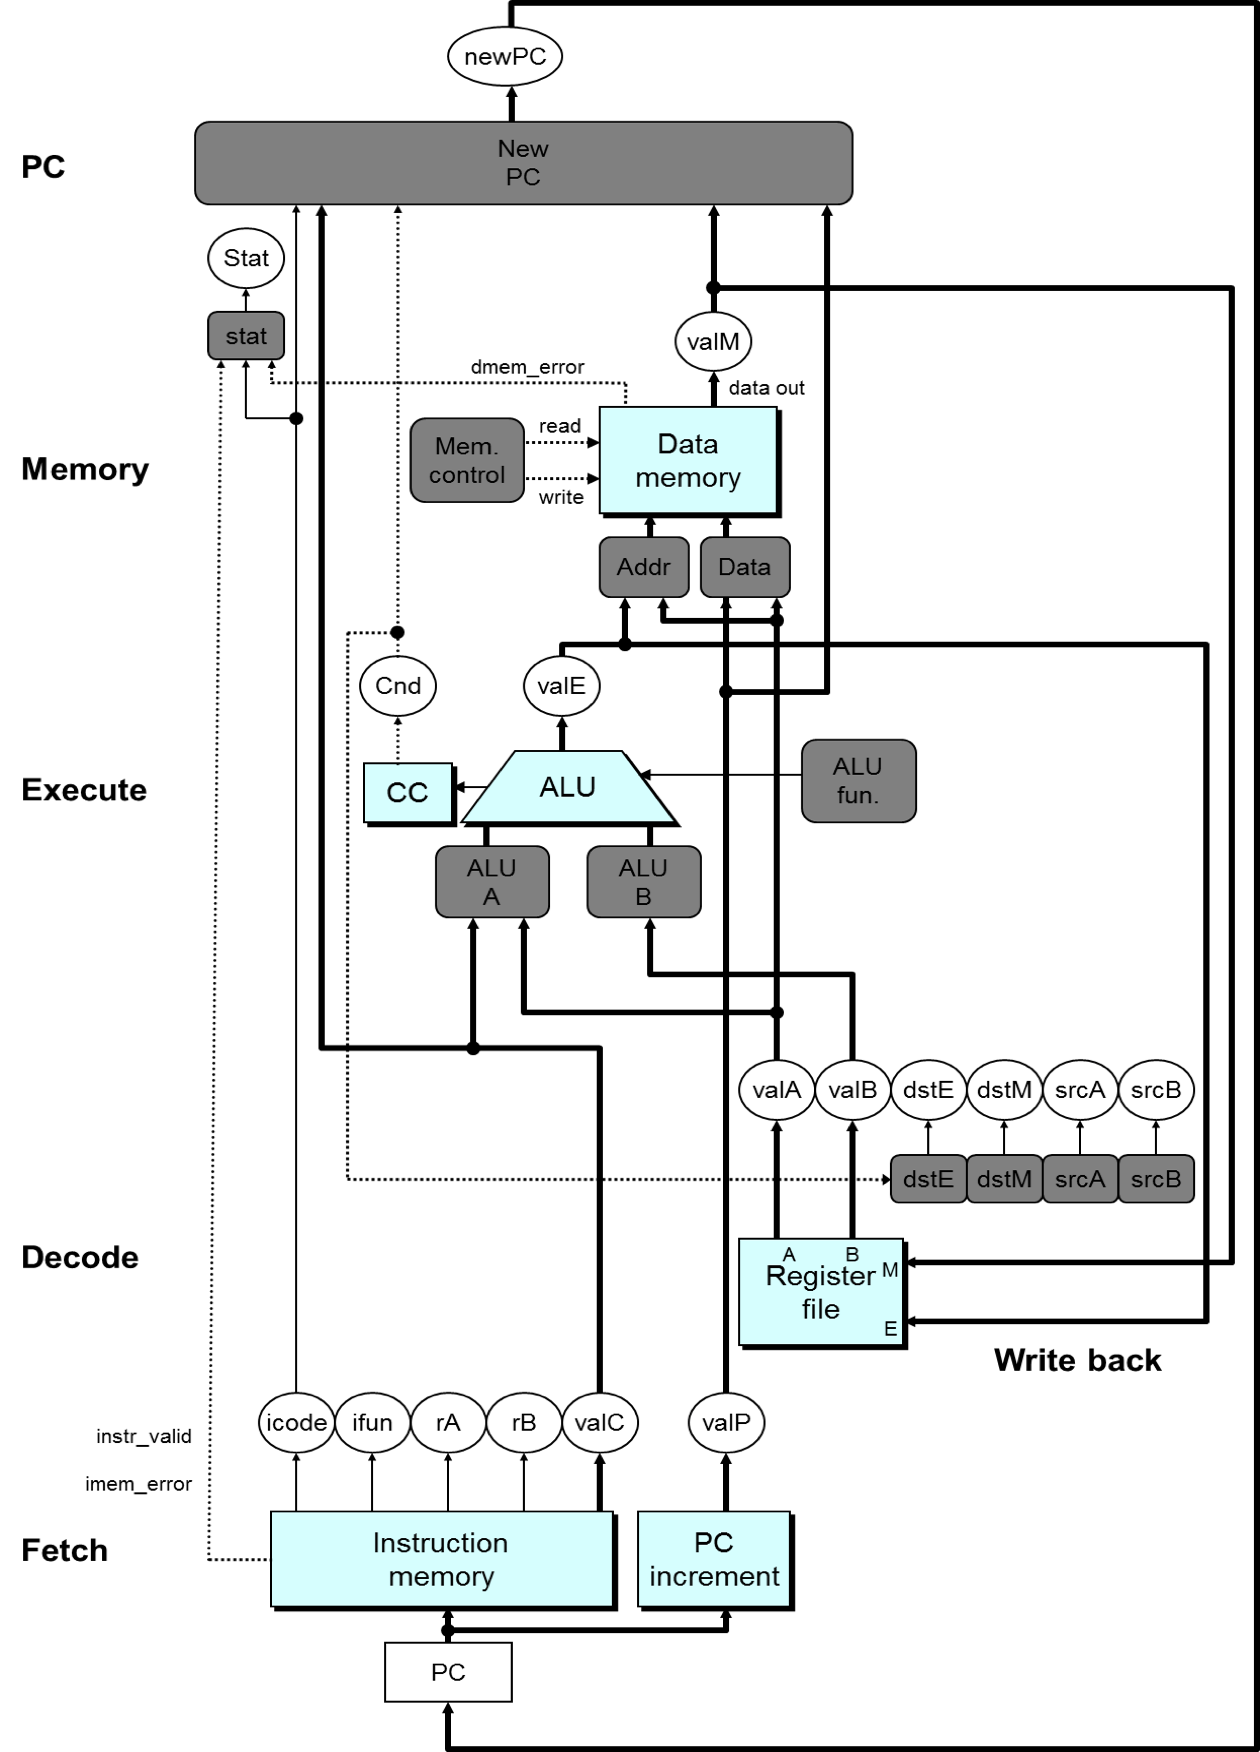 newPC
New
PC
PC
Stat
stat
valM
dmem_error
data out
read
Mem.
control
Data
memory
Memory
write
Addr
Data
Cnd
valE
ALU
fun.
Execute
CC
ALU
ALU
A
ALU
B
valA
valB
dstE
dstM
srcA
srcB
dstE
dstM
srcA
srcB
Decode
A
B
M
Register
file
E
Write back
icode
ifun
rA
rB
valC
valP
instr_valid
imem_error
Fetch
Instruction
memory
PC
increment
PC